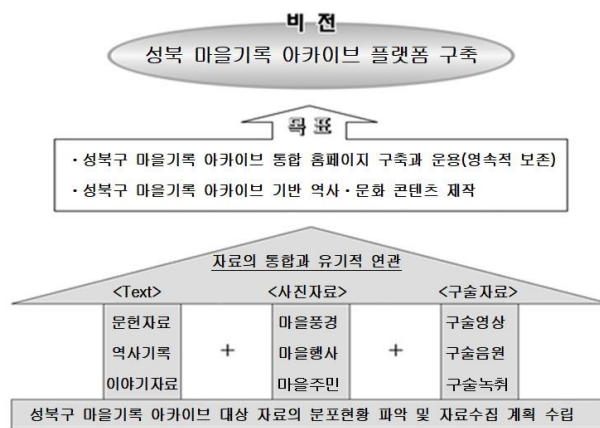 비 전
성북 마을기록 아카이브 플랫폼 구축
목 표
· 성북구 마을기록 아카이브 통합 홈페이지 구축과 운용(영속적 보존)
· 성북구 마을기록 아카이브 기반 역사 · 문화 콘텐츠 제작
자료의 통합과 유기적 연관
<Text> <사진자료> <구술자료>
문헌자료 마을풍경 구술영상
역사기록 + 마을행사 + 구술음원
이야기자료 마을주민 구술녹취
성북구 마을기록 아카이브 대상 자료의 분포현황 파악 및 자료수집 계획 수립